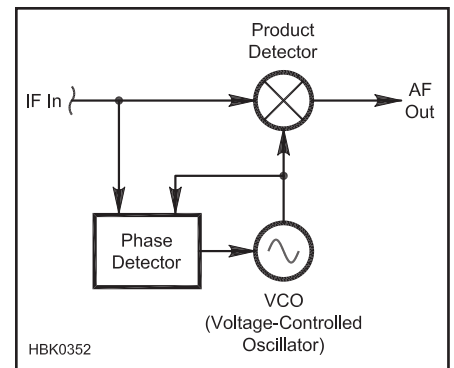 Product
Detector
IF In
AF
Out
Phase
Detector
VCO
(Voltage-Controlled
Oscillator)
HBK0352